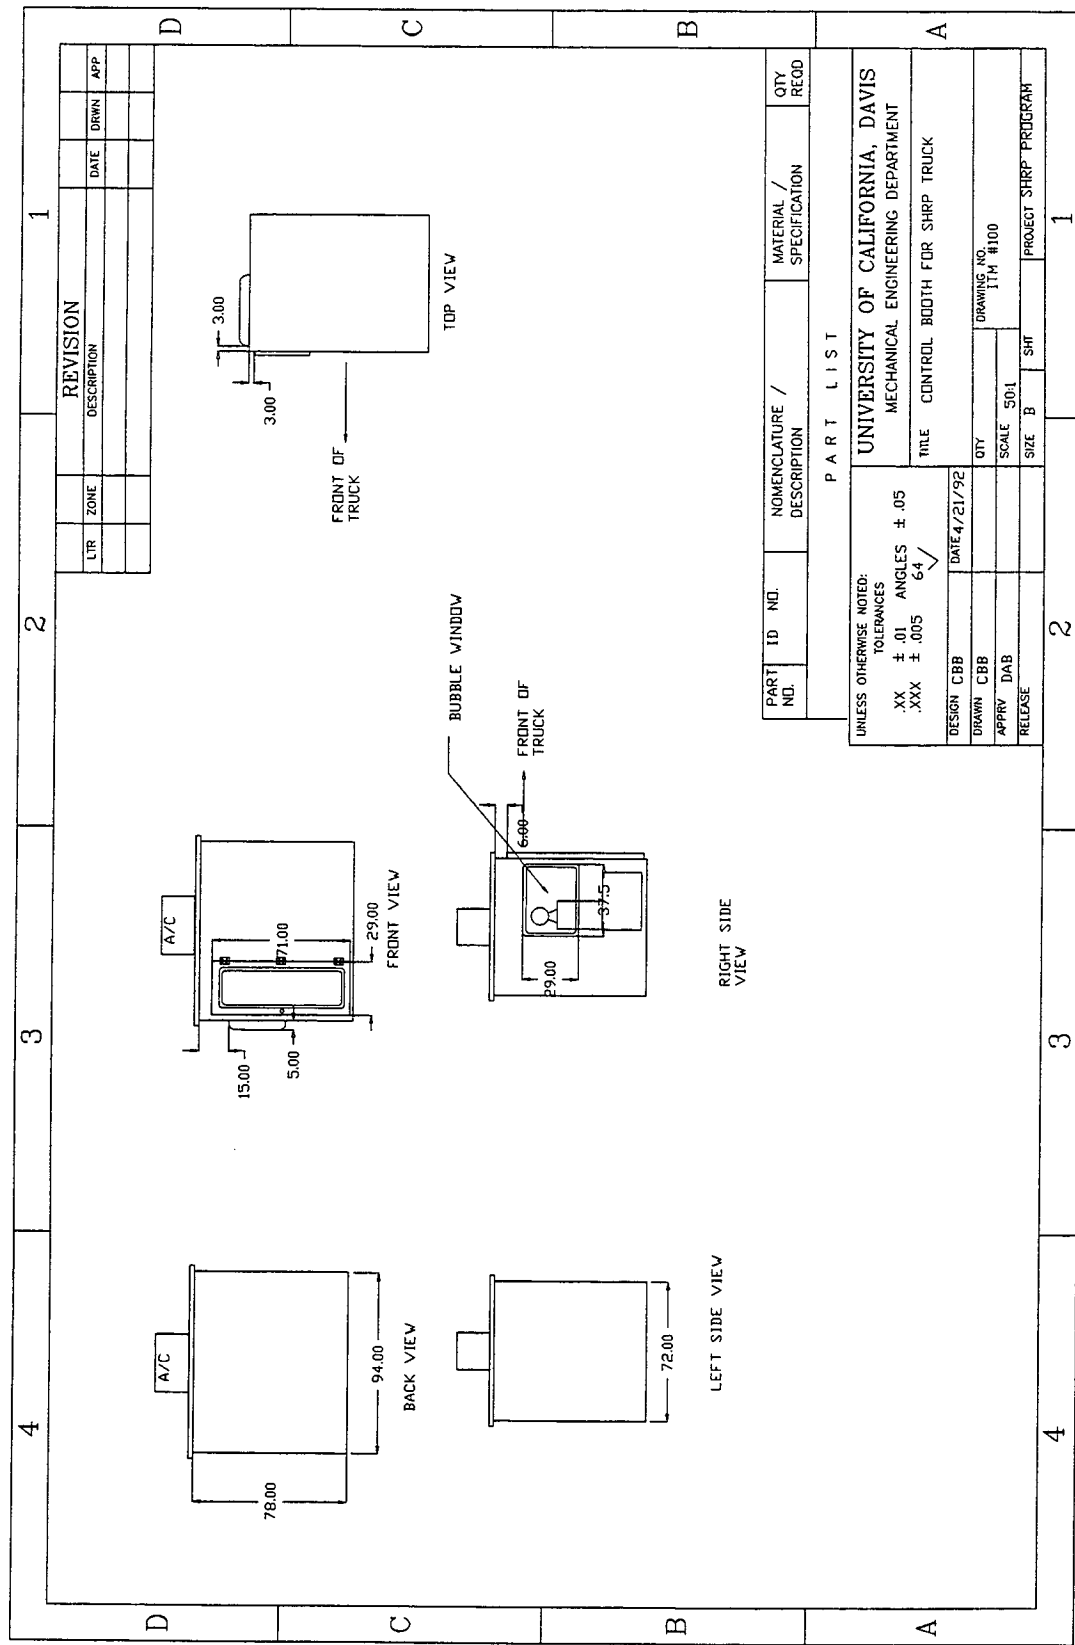 4
3
2
1
D
C
B
A
D
C
B
A
4
3
2
1
REVISION
LTR ZONE DESCRIPTION DATE DRWN APP
A/C
78.00
94.00
BACK VIEW
A/C
15.00
5.00
71.00
29.00
FRONT VIEW
3.00
3.00
FRONT OF
TRUCK
TOP VIEW
72.00
LEFT SIDE VIEW
BUBBLE WINDOW
6.00
FRONT OF
TRUCK
29.00
37.5
RIGHT SIDE
VIEW
PART
NO.
ID NO.
NOMENCLATURE /
DESCRIPTION
MATERIAL /
SPECIFICATION
QTY
REQD
PART LIST
UNLESS OTHERWISE NOTED:
TOLERANCES
.XX ± .01 ANGLES ± .05
.XXX ± .005 64
DESIGN CBB DATE 4/21/92
DRAWN CBB
APPRV DAB
RELEASE
UNIVERSITY OF CALIFORNIA, DAVIS
MECHANICAL ENGINEERING DEPARTMENT
TITLE CONTROL BOOTH FOR SHRP TRUCK
QTY
DRAWING NO.
ITM #100
SCALE 50:1
SIZE B SHT PROJECT SHRP PROGRAM